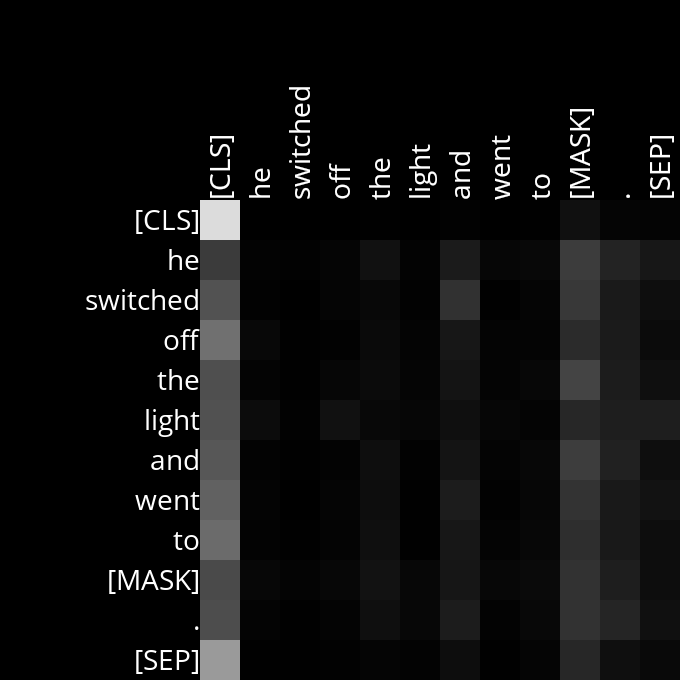 [CLS]
he
switched
off
the
light
and
went
to
[MASK]
.
[SEP]
[CLS]
he
switched
off
the
light
and
went
to
[MASK]
.
[SEP]